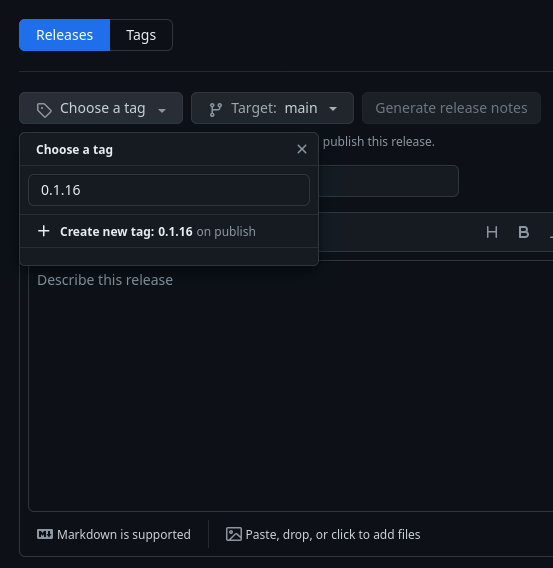 Releases Tags
Choose a tag Target: main Generate release notes
publish this release.
Choose a tag
0.1.16
Create new tag: 0.1.16 on publish
H B
Describe this release
Markdown is supported Paste, drop, or click to add files